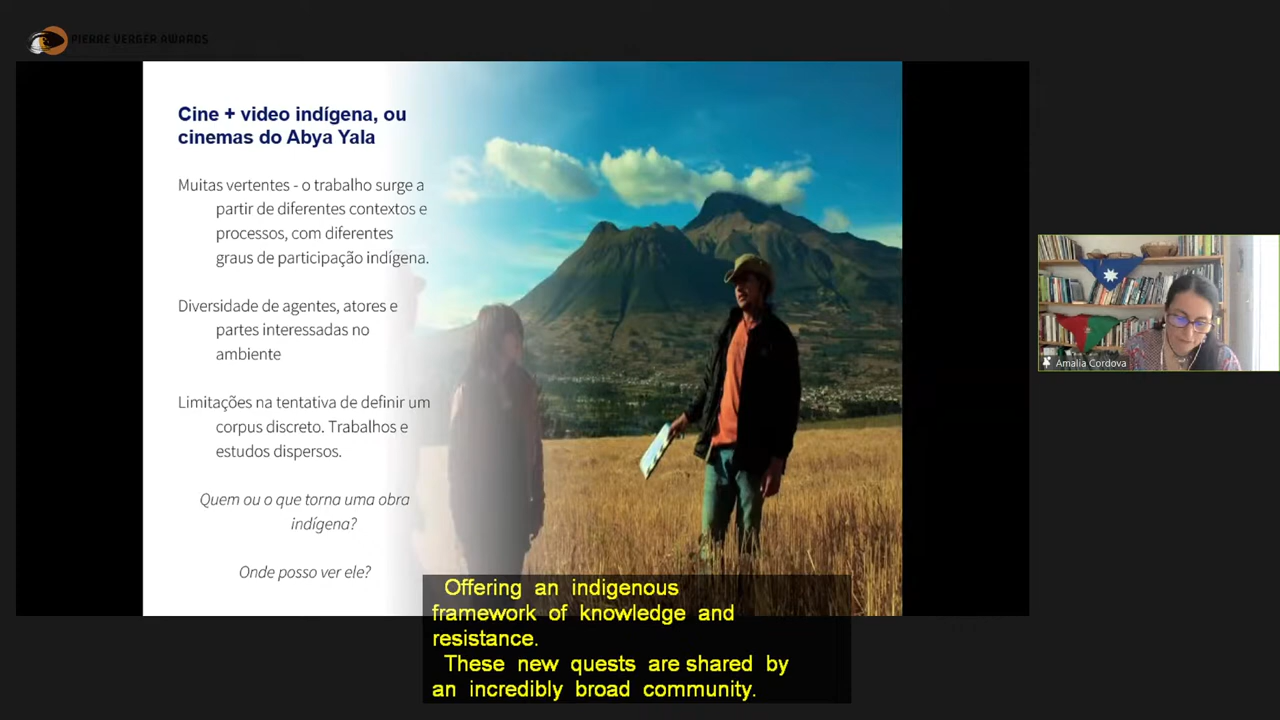 PIERRE VERGER AWARDS
Cine + video indígena, ou
cinemas do Abya Yala
Muitas vertentes - o trabalho surge a
partir de diferentes contextos e
processos, com diferentes
graus de participação indígena.
Diversidade de agentes, atores e
partes interessadas no
ambiente
Limitações na tentativa de definir um
corpus discreto. Trabalhos e
estudos dispersos.
Quem ou o que torna uma obra
indígena?
Onde posso ver ele?
Offering an indigenous
framework of knowledge and
resistance.
These new quests are shared by
an incredibly broad community.
Amalia Cordova